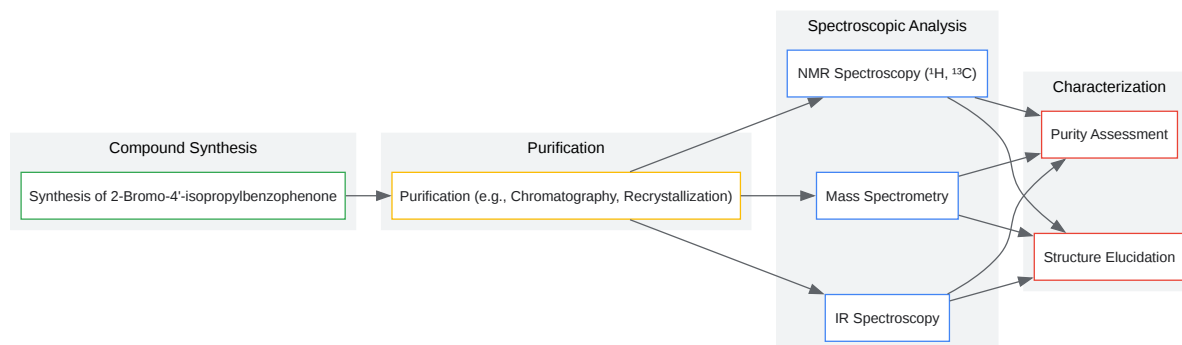 Compound Synthesis
Synthesis of 2-Bromo-4'-isopropylbenzophenone
Purification
Purification (e.g., Chromatography, Recrystallization)
Spectroscopic Analysis
NMR Spectroscopy (¹H, ¹³C)
Mass Spectrometry
IR Spectroscopy
Characterization
Purity Assessment
Structure Elucidation